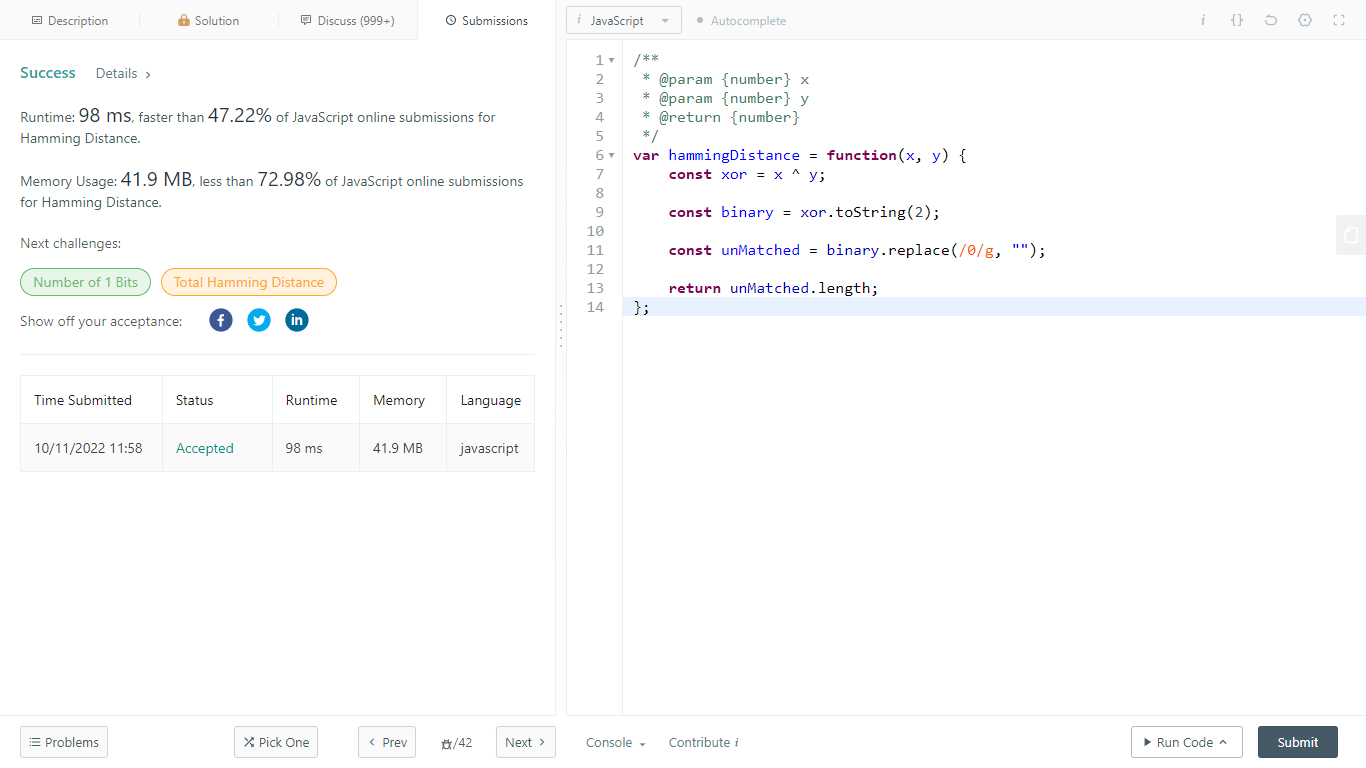 Description
Solution
Discuss (999+)
Submissions
i JavaScript
Autocomplete
i {}
Success Details
Runtime: 98 ms, faster than 47.22% of JavaScript online submissions for
Hamming Distance.
Memory Usage: 41.9 MB, less than 72.98% of JavaScript online submissions
for Hamming Distance.
Next challenges:
Number of 1 Bits Total Hamming Distance
Show off your acceptance:
Time Submitted Status Runtime Memory Language
10/11/2022 11:58 Accepted 98 ms 41.9 MB javascript
1 /**
2  * @param {number} x
3  * @param {number} y
4  * @return {number}
5  */
6 var hammingDistance = function(x, y) {
7     const xor = x ^ y;
8
9     const binary = xor.toString(2);
10
11     const unMatched = binary.replace(/0/g, "");
12
13     return unMatched.length;
14 };
Problems
Pick One
Prev
/42
Next
Console
Contribute i
Run Code
Submit